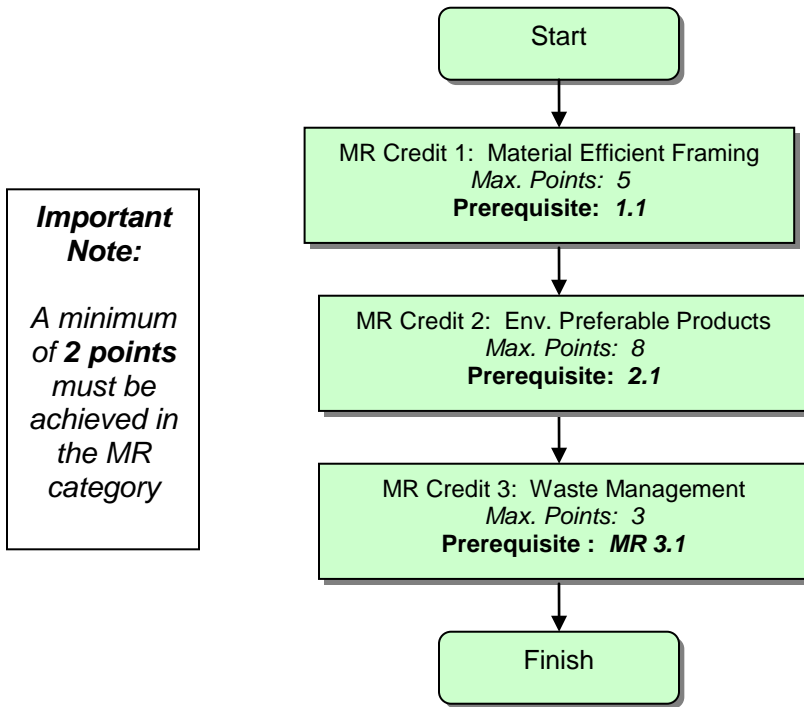 Start
MR Credit 1: Material Efficient Framing
Max. Points: 5
Prerequisite: 1.1
Important
Note:
A minimum
of 2 points
must be
achieved in
the MR
category
MR Credit 2: Env. Preferable Products
Max. Points: 8
Prerequisite: 2.1
MR Credit 3: Waste Management
Max. Points: 3
Prerequisite : MR 3.1
Finish